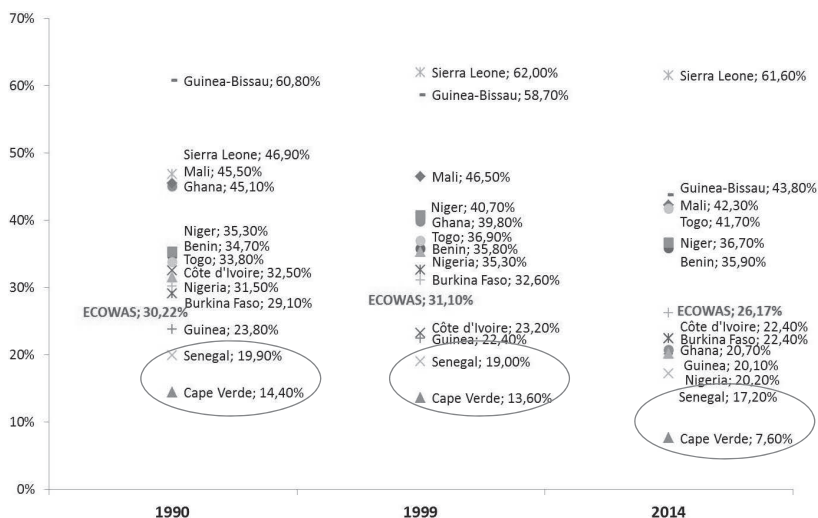 70%
60%
50%
40%
30%
20%
10%
0%
Guinea-Bissau; 60,80%
Sierra Leone; 46,90%
Mali; 45,50%
Ghana; 45,10%
Niger; 35,30%
Benin; 34,70%
Togo; 33,80%
Côte d'Ivoire; 32,50%
Nigeria; 31,50%
ECOWAS; 30,22%
Burkina Faso; 29,10%
Guinea; 23,80%
Senegal; 19,90%
Cape Verde; 14,40%
1990
Sierra Leone; 62,00%
Guinea-Bissau; 58,70%
Mali; 46,50%
Niger; 40,70%
Ghana; 39,80%
Togo; 36,90%
Benin; 35,80%
Nigeria; 35,30%
Burkina Faso; 32,60%
ECOWAS; 31,10%
Côte d'Ivoire; 23,20%
Guinea; 22,40%
Senegal; 19,00%
Cape Verde; 13,60%
1999
Sierra Leone; 61,60%
Guinea-Bissau; 43,80%
Mali; 42,30%
Togo; 41,70%
Niger; 36,70%
Benin; 35,90%
ECOWAS; 26,17%
Côte d'Ivoire; 22,40%
Burkina Faso; 22,40%
Ghana; 20,70%
Guinea; 20,10%
Nigeria; 20,20%
Senegal; 17,20%
Cape Verde; 7,60%
2014